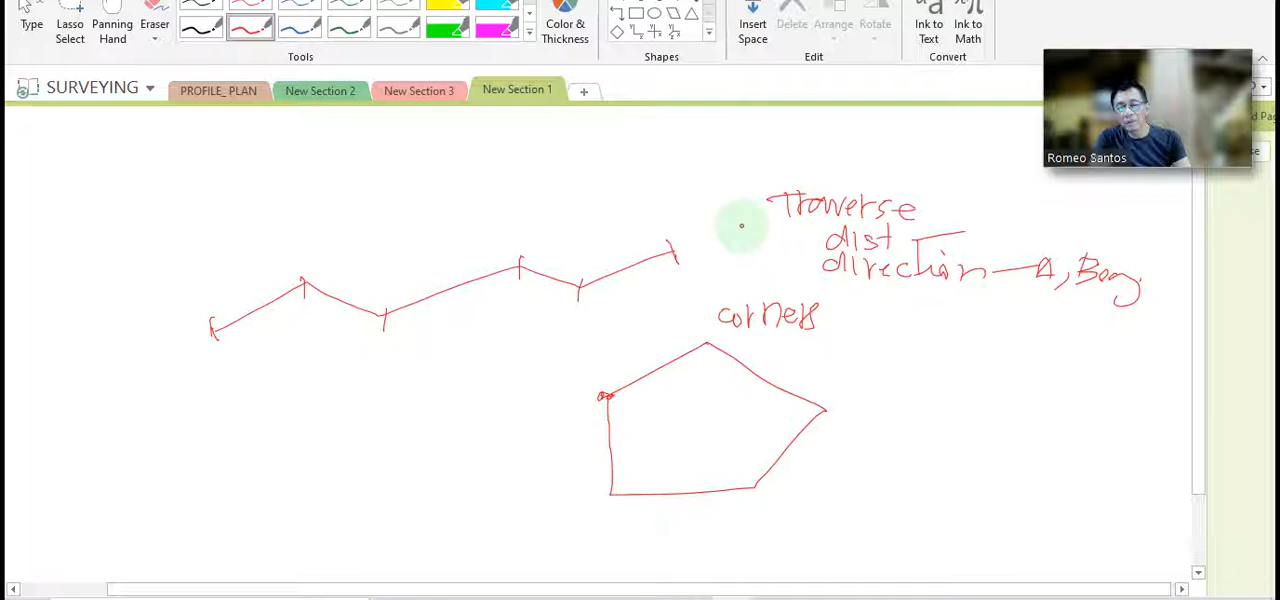 Type
Lasso
Select
Panning
Hand
Eraser
Color &
Thickness
Insert
Space
Delete
Arrange
Rotate
Ink to
Text
Ink to
Math
Tools
Shapes
Edit
Convert
SURVEYING
PROFILE_ PLAN
New Section 2
New Section 3
New Section 1
Romeo Santos
Traverse
dist
direction
corners